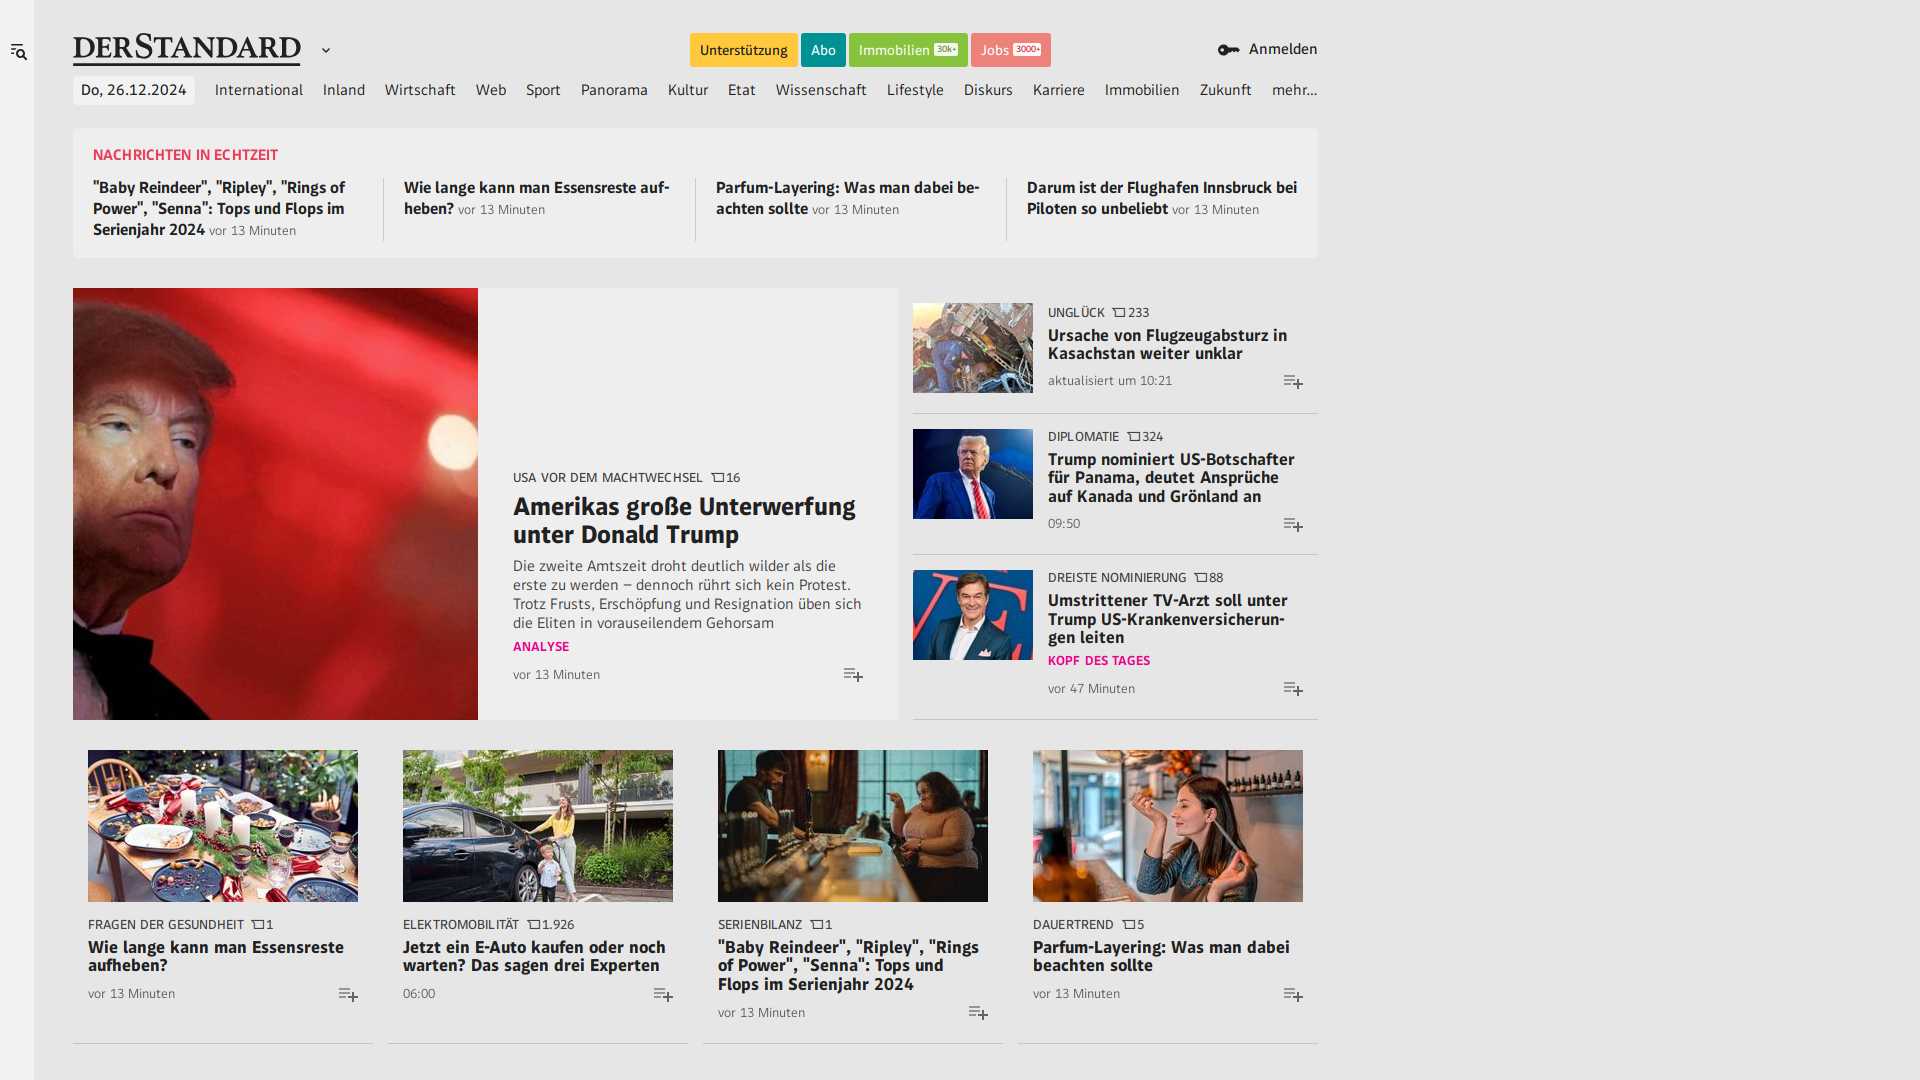 DERSTANDARD
Unterstützung
Abo
Immobilien 30k+
Jobs 3000+
Anmelden
Do, 26.12.2024
International
Inland
Wirtschaft
Web
Sport
Panorama
Kultur
Etat
Wissenschaft
Lifestyle
Diskurs
Karriere
Immobilien
Zukunft
mehr…
NACHRICHTEN IN ECHTZEIT
"Baby Reindeer", "Ripley", "Rings of
Power", "Senna": Tops und Flops im
Serienjahr 2024 vor 13 Minuten
Wie lange kann man Essensreste auf-
heben? vor 13 Minuten
Parfum-Layering: Was man dabei be-
achten sollte vor 13 Minuten
Darum ist der Flughafen Innsbruck bei
Piloten so unbeliebt vor 13 Minuten
USA VOR DEM MACHTWECHSEL 16
Amerikas große Unterwerfung
unter Donald Trump
Die zweite Amtszeit droht deutlich wilder als die
erste zu werden – dennoch rührt sich kein Protest.
Trotz Frusts, Erschöpfung und Resignation üben sich
die Eliten in vorauseilendem Gehorsam
ANALYSE
vor 13 Minuten
UNGLÜCK 233
Ursache von Flugzeugabsturz in
Kasachstan weiter unklar
aktualisiert um 10:21
DIPLOMATIE 324
Trump nominiert US-Botschafter
für Panama, deutet Ansprüche
auf Kanada und Grönland an
09:50
DREISTE NOMINIERUNG 88
Umstrittener TV-Arzt soll unter
Trump US-Krankenversicherun-
gen leiten
KOPF DES TAGES
vor 47 Minuten
FRAGEN DER GESUNDHEIT 1
Wie lange kann man Essensreste
aufheben?
vor 13 Minuten
ELEKTROMOBILITÄT 1.926
Jetzt ein E-Auto kaufen oder noch
warten? Das sagen drei Experten
06:00
SERIENBILANZ 1
"Baby Reindeer", "Ripley", "Rings
of Power", "Senna": Tops und
Flops im Serienjahr 2024
vor 13 Minuten
DAUERTREND 5
Parfum-Layering: Was man dabei
beachten sollte
vor 13 Minuten